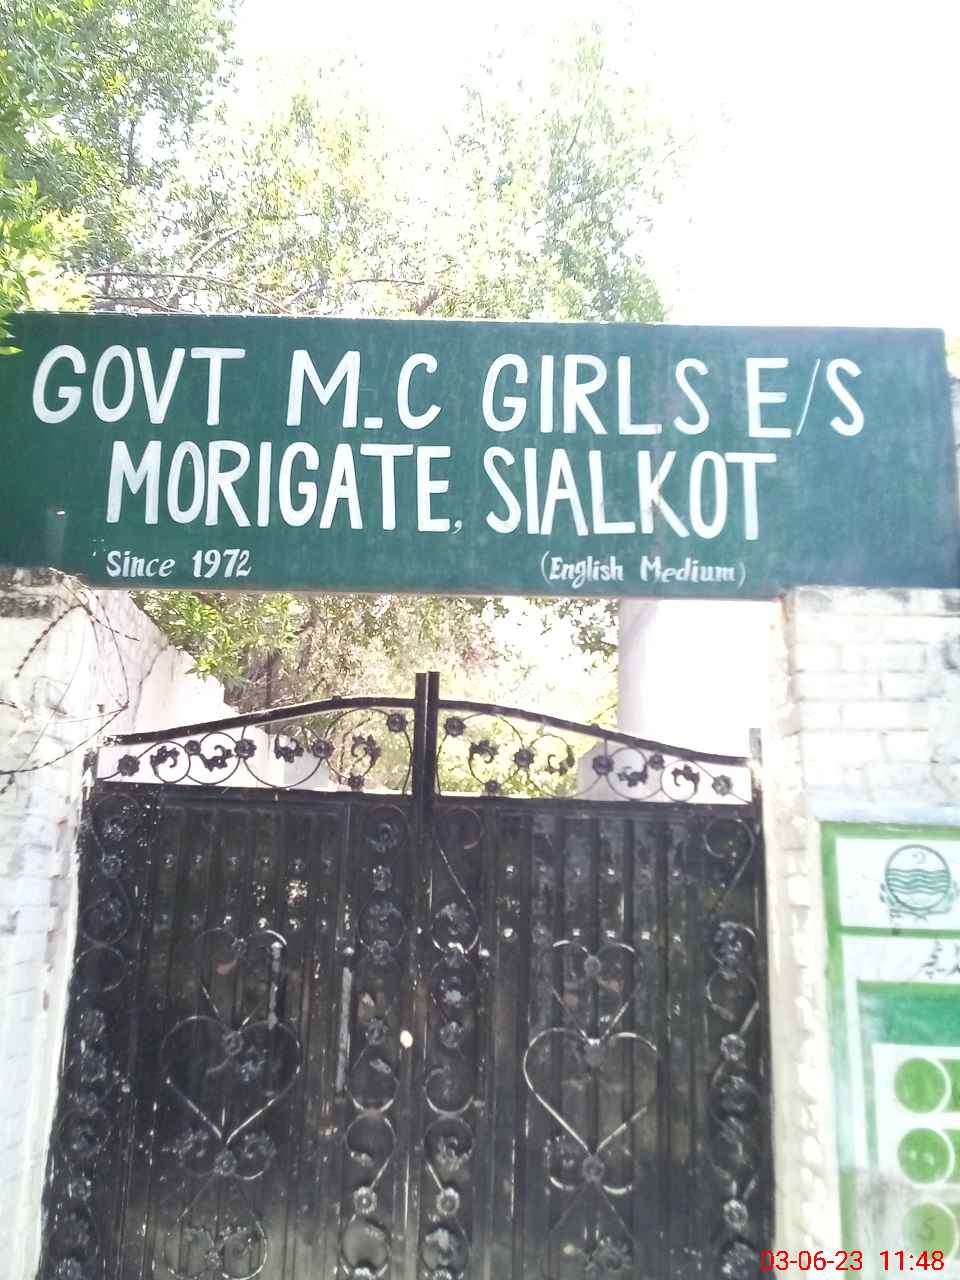 GOVT M-C GIRLS E/S
MORIGATE, SIALKOT
Since 1972 (English Medium)
03-06-23 11:48